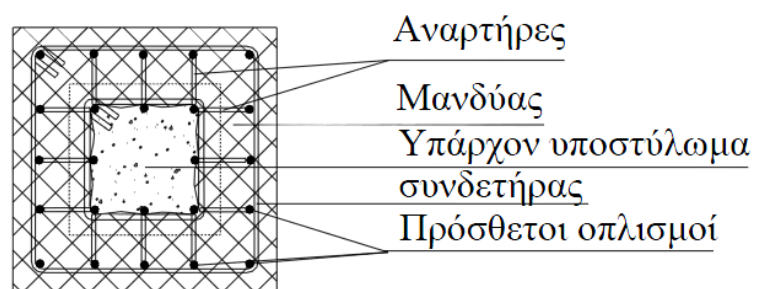 Αναρτήρες
Μανδύας
Υπάρχον υποστύλωμα
συνδετήρας
Πρόσθετοι οπλισμοί